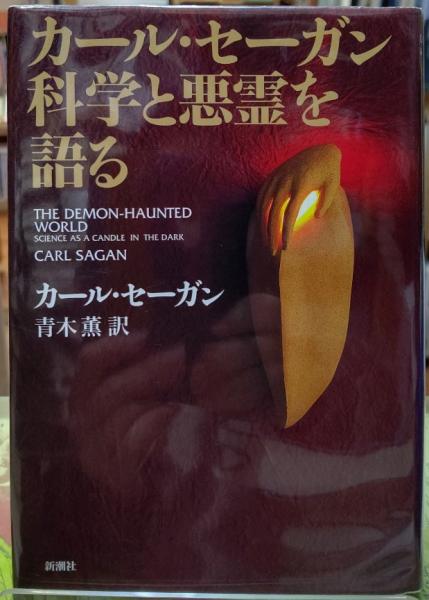 カール・セーガン
科学と悪霊を
語る
THE DEMON-HAUNTED
WORLD
SCIENCE AS A CANDLE IN THE DARK
CARL SAGAN
カール・セーガン
青木 薫 訳
新潮社